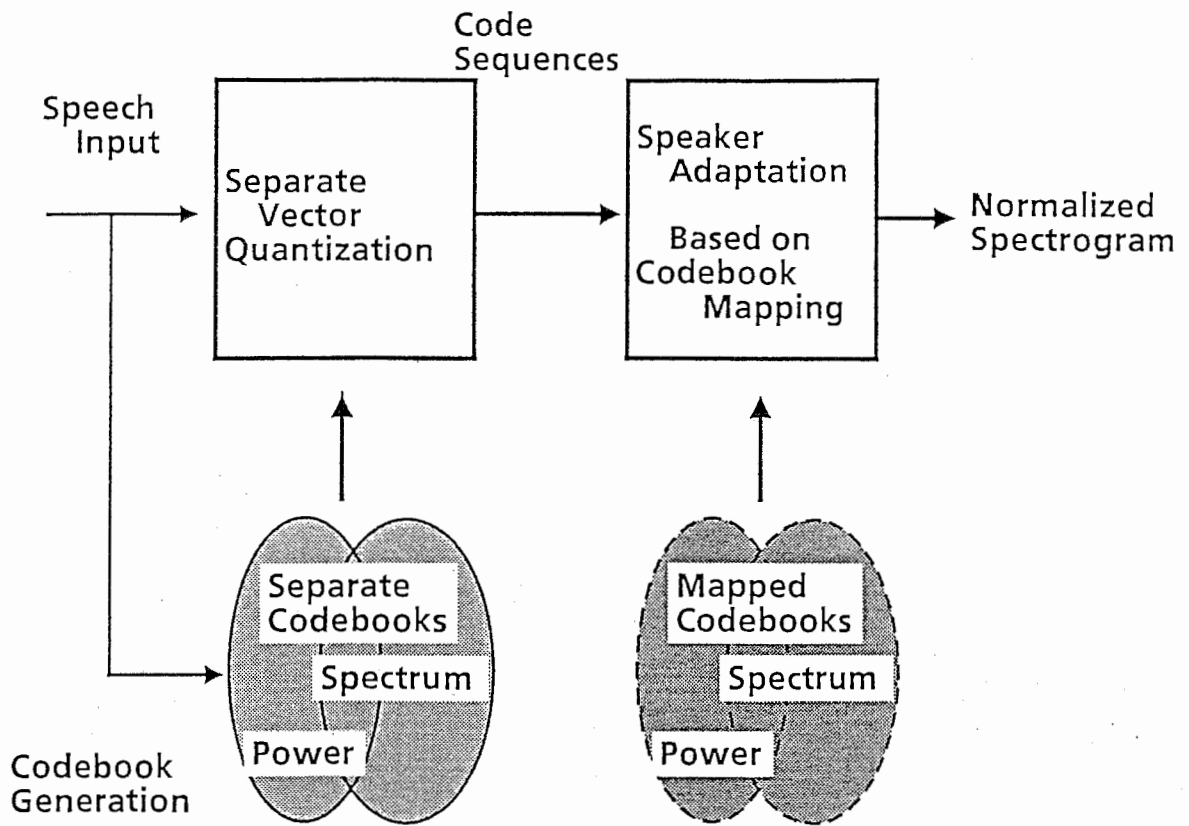 Code
Sequences
Speech
Input
Separate
Vector
Quantization
Speaker
Adaptation
Based on
Codebook
Mapping
Normalized
Spectrogram
Separate
Codebooks
Spectrum
Power
Mapped
Codebooks
Spectrum
Power
Codebook
Generation